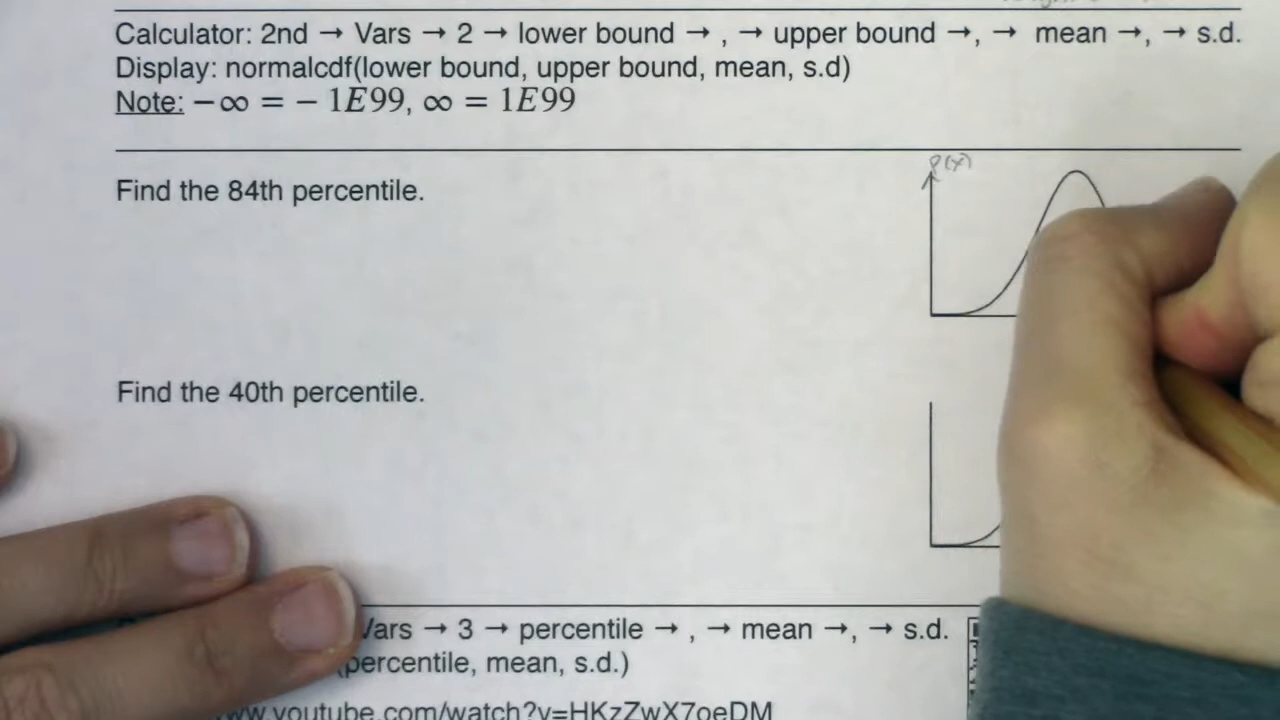 Calculator: 2nd → Vars → 2 → lower bound → , → upper bound →, → mean →, → s.d.
Display: normalcdf(lower bound, upper bound, mean, s.d)
Note: −∞ = − 1E99, ∞ = 1E99
P(x)
Find the 84th percentile.
Find the 40th percentile.
Vars → 3 → percentile → , → mean →, → s.d.
(percentile, mean, s.d.)
ww.youtube.com/watch?v=HKzZwX7oeDM